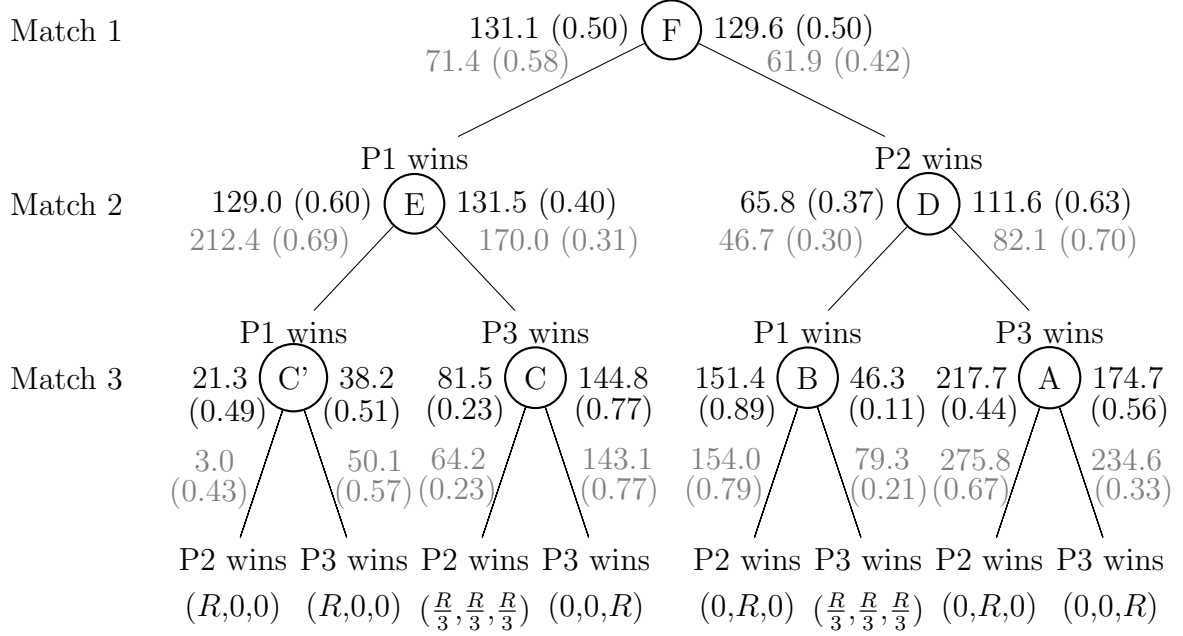 Match 1 131.1 (0.50) F 129.6 (0.50)
71.4 (0.58) 61.9 (0.42)
P1 wins P2 wins
Match 2 129.0 (0.60) E 131.5 (0.40) 65.8 (0.37) D 111.6 (0.63)
212.4 (0.69) 170.0 (0.31) 46.7 (0.30) 82.1 (0.70)
P1 wins P3 wins P1 wins P3 wins
Match 3 21.3 C' 38.2 81.5 C 144.8 151.4 B 46.3 217.7 A 174.7
(0.49) (0.51) (0.23) (0.77) (0.89) (0.11) (0.44) (0.56)
3.0 50.1 64.2 143.1 154.0 79.3 275.8 234.6
(0.43) (0.57) (0.23) (0.77) (0.79) (0.21) (0.67) (0.33)
P2 wins P3 wins P2 wins P3 wins P2 wins P3 wins P2 wins P3 wins
(R,0,0) (R,0,0) (R/3,R/3,R/3) (0,0,R) (0,R,0) (R/3,R/3,R/3) (0,R,0) (0,0,R)